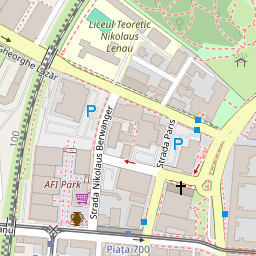 Liceul Teoretic
Nikolaus
Lenau
Gheorghe Lazăr
P
100
Strada Nikolaus Berwanger
Strada Paris
P
AFI Park
Piața 700